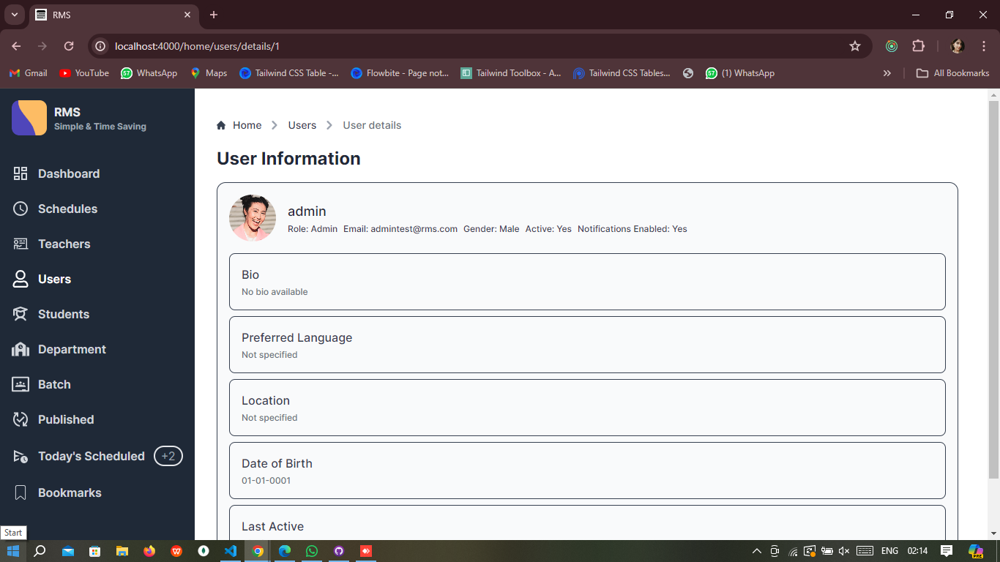 RMS
localhost:4000/home/users/details/1
Gmail
YouTube
WhatsApp
Maps
Tailwind CSS Table -...
Flowbite - Page not...
Tailwind Toolbox - A...
Tailwind CSS Tables...
(1) WhatsApp
All Bookmarks
RMS
Simple & Time Saving
Dashboard
Schedules
Teachers
Users
Students
Department
Batch
Published
Today's Scheduled +2
Bookmarks
Home Users User details
User Information
admin
Role: Admin Email: admintest@rms.com Gender: Male Active: Yes Notifications Enabled: Yes
Bio
No bio available
Preferred Language
Not specified
Location
Not specified
Date of Birth
01-01-0001
Last Active
Start
ENG 02:14